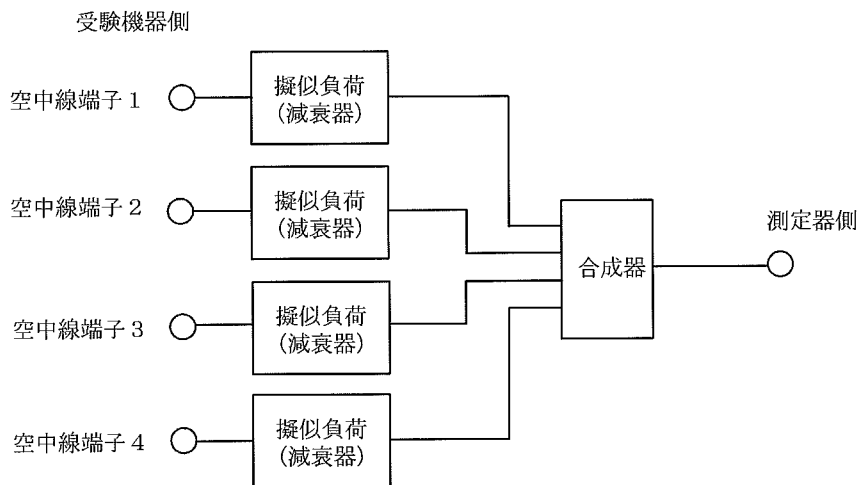 受験機器側
空中線端子1
擬似負荷
(減衰器)
空中線端子2
擬似負荷
(減衰器)
合成器
測定器側
空中線端子3
擬似負荷
(減衰器)
空中線端子4
擬似負荷
(減衰器)